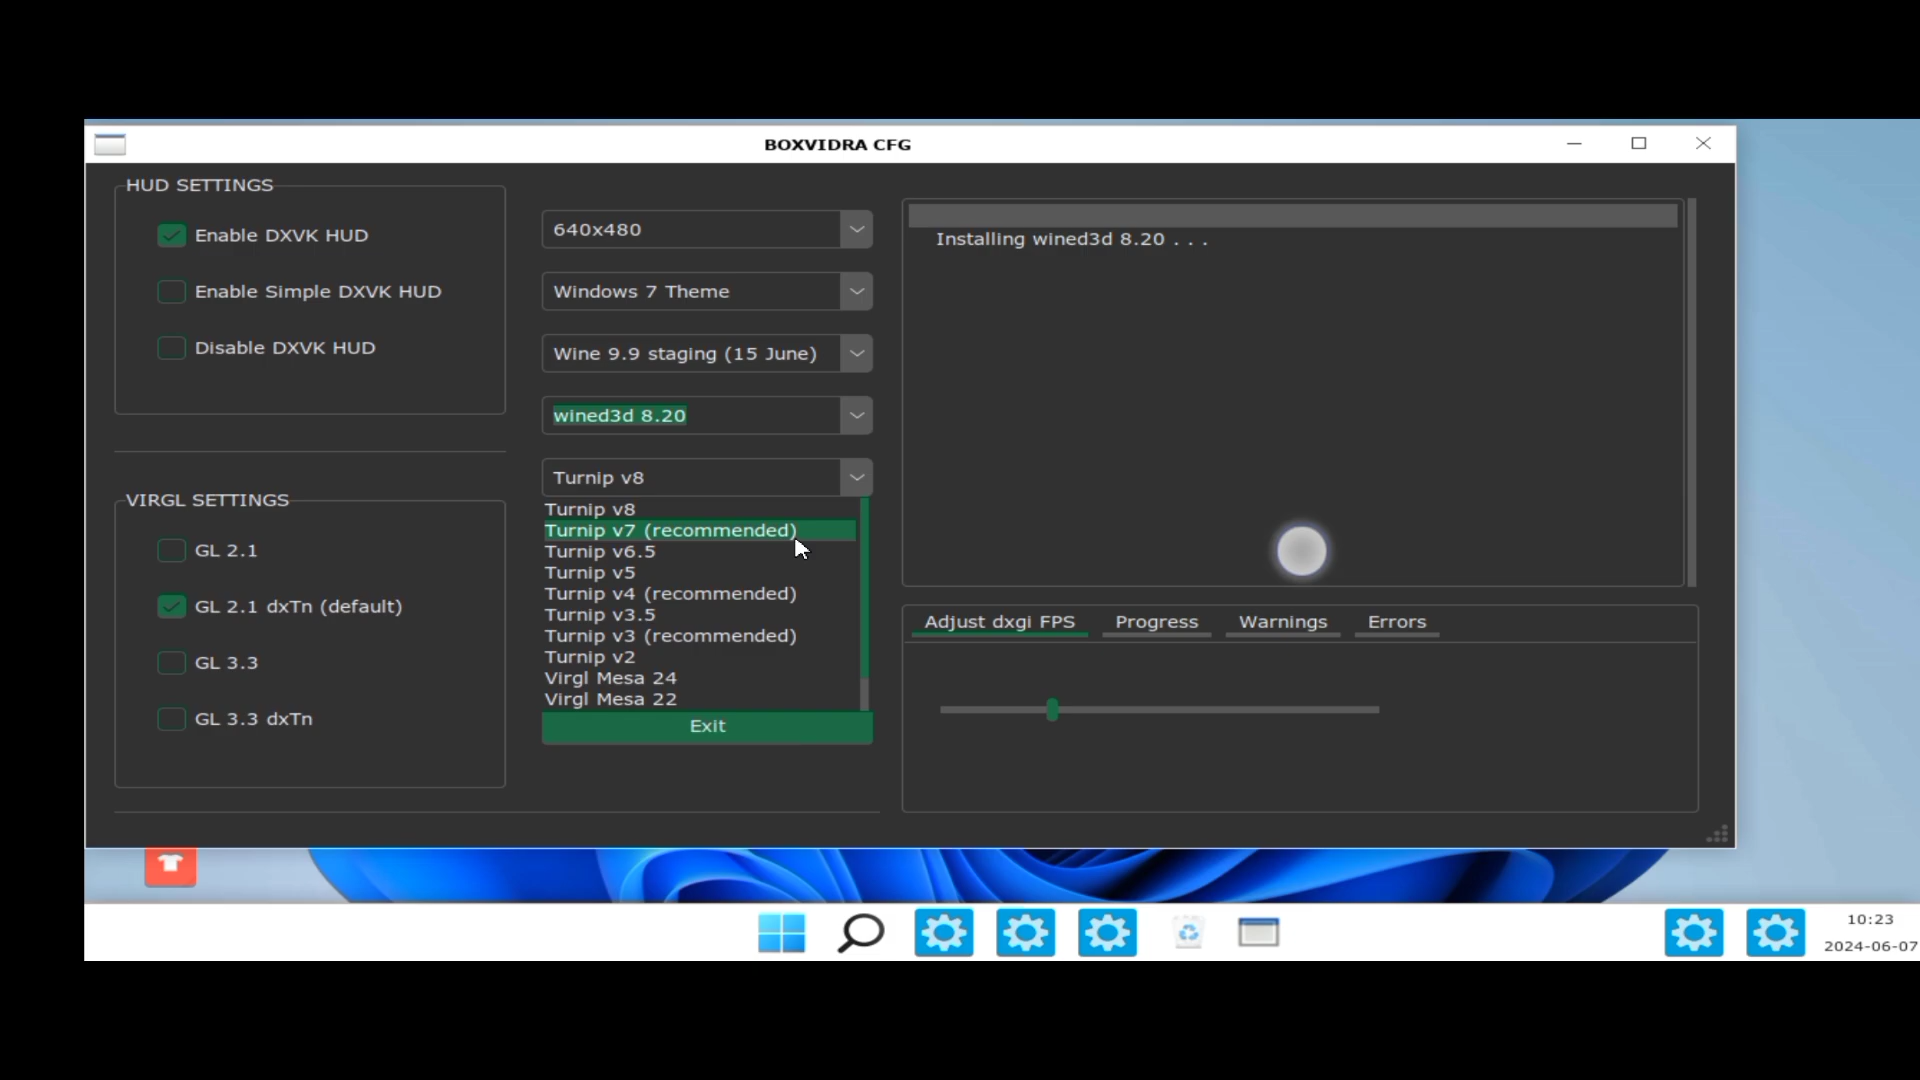 BOXVIDRA CFG
HUD SETTINGS
Enable DXVK HUD
Enable Simple DXVK HUD
Disable DXVK HUD
VIRGL SETTINGS
GL 2.1
GL 2.1 dxTn (default)
GL 3.3
GL 3.3 dxTn
640x480
Windows 7 Theme
Wine 9.9 staging (15 June)
wined3d 8.20
Turnip v8
Turnip v8
Turnip v7 (recommended)
Turnip v6.5
Turnip v5
Turnip v4 (recommended)
Turnip v3.5
Turnip v3 (recommended)
Turnip v2
Virgl Mesa 24
Virgl Mesa 22
Exit
Installing wined3d 8.20 . . .
Adjust dxgi FPS Progress Warnings Errors
10:23
2024-06-07